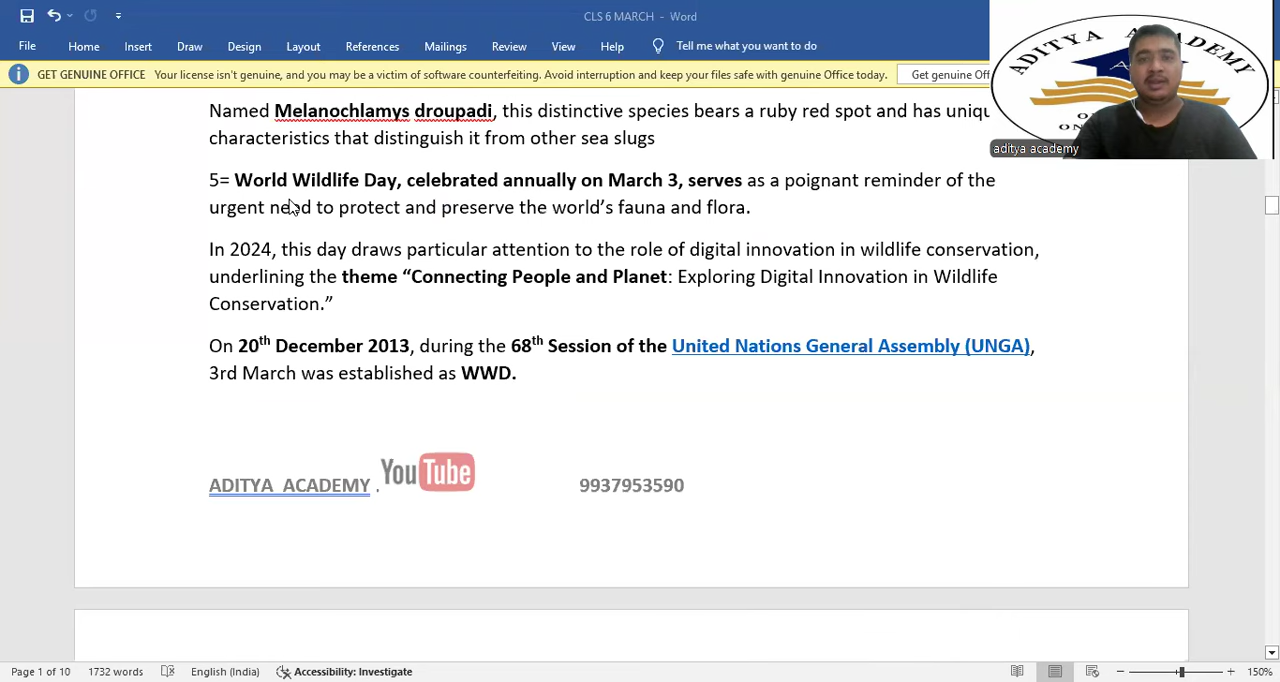 CLS 6 MARCH - Word
File Home Insert Draw Design Layout References Mailings Review View Help Tell me what you want to do
GET GENUINE OFFICE Your license isn't genuine, and you may be a victim of software counterfeiting. Avoid interruption and keep your files safe with genuine Office today. Get genuine Off
ADITYA ACADEMY
aditya academy
Named Melanochlamys droupadi, this distinctive species bears a ruby red spot and has uniqu
characteristics that distinguish it from other sea slugs
5= World Wildlife Day, celebrated annually on March 3, serves as a poignant reminder of the
urgent need to protect and preserve the world's fauna and flora.
In 2024, this day draws particular attention to the role of digital innovation in wildlife conservation,
underlining the theme “Connecting People and Planet: Exploring Digital Innovation in Wildlife
Conservation.”
On 20th December 2013, during the 68th Session of the United Nations General Assembly (UNGA),
3rd March was established as WWD.
ADITYA ACADEMY . YouTube 9937953590
Page 1 of 10 1732 words English (India) Accessibility: Investigate 150%